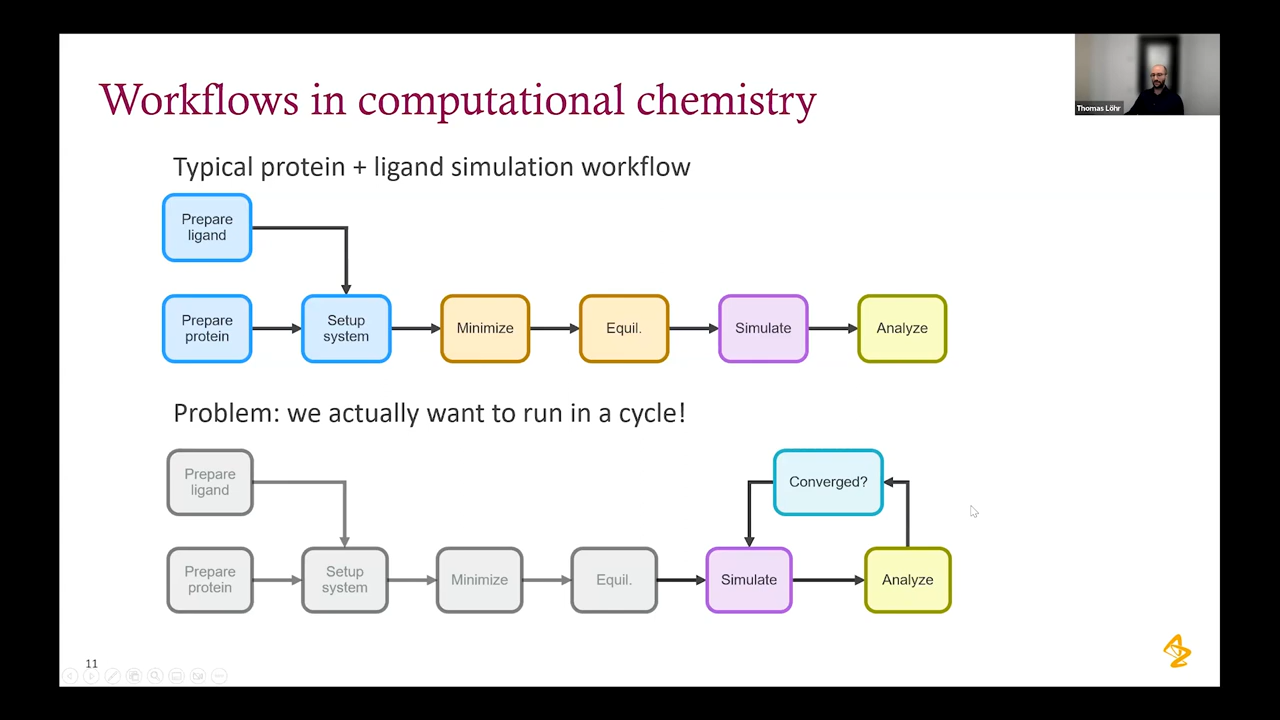 Workflows in computational chemistry
Thomas Löhr
Typical protein + ligand simulation workflow
Prepare
ligand
Prepare
protein
Setup
system
Minimize
Equil.
Simulate
Analyze
Problem: we actually want to run in a cycle!
Prepare
ligand
Converged?
Prepare
protein
Setup
system
Minimize
Equil.
Simulate
Analyze
11